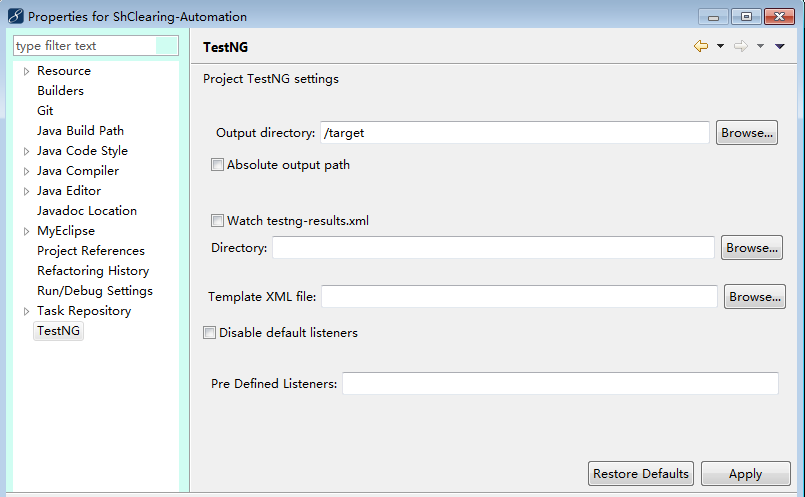 Properties for ShClearing-Automation
type filter text
Resource
Builders
Git
Java Build Path
Java Code Style
Java Compiler
Java Editor
Javadoc Location
MyEclipse
Project References
Refactoring History
Run/Debug Settings
Task Repository
TestNG
TestNG
Project TestNG settings
Output directory: /target Browse...
Absolute output path
Watch testng-results.xml
Directory: Browse...
Template XML file: Browse...
Disable default listeners
Pre Defined Listeners:
Restore Defaults Apply